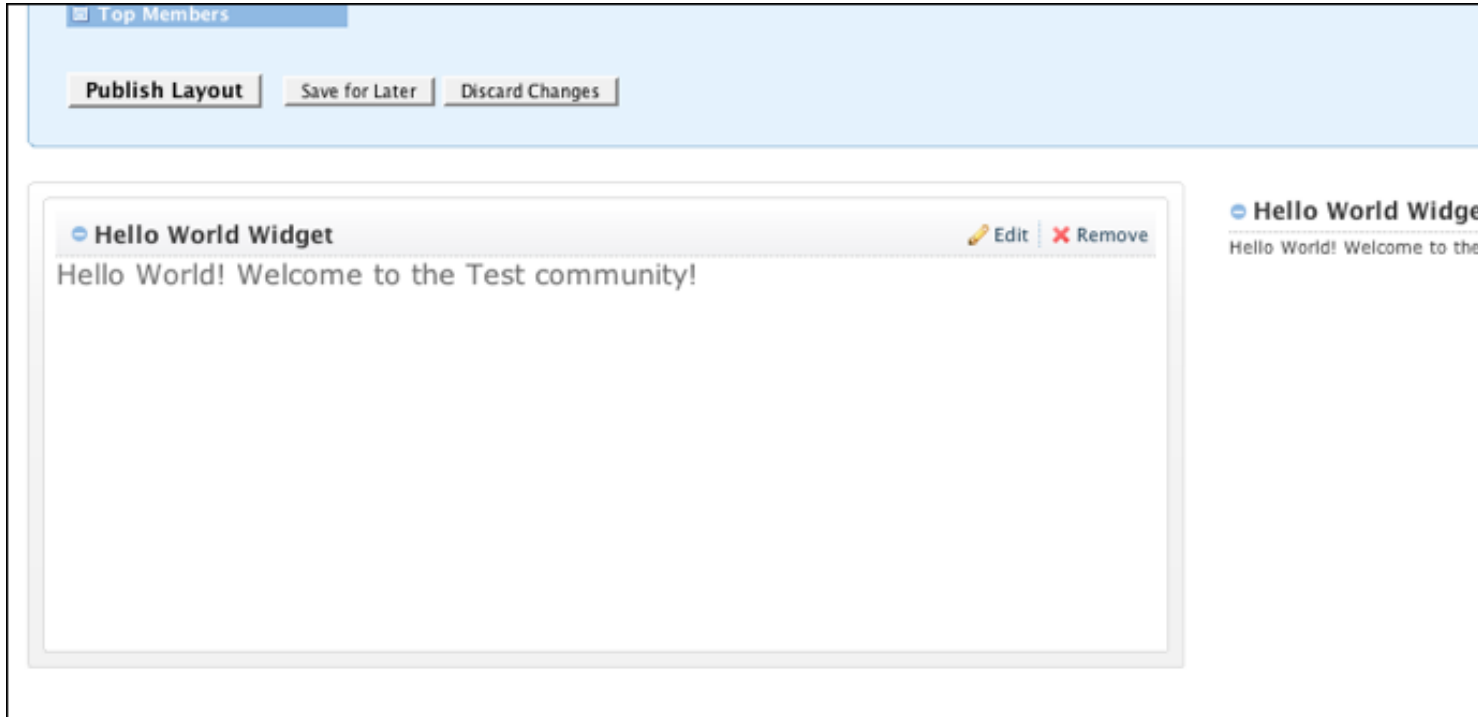 Top Members
Publish Layout Save for Later Discard Changes
Hello World Widget Edit Remove
Hello World! Welcome to the Test community!
Hello World Widge
Hello World! Welcome to the